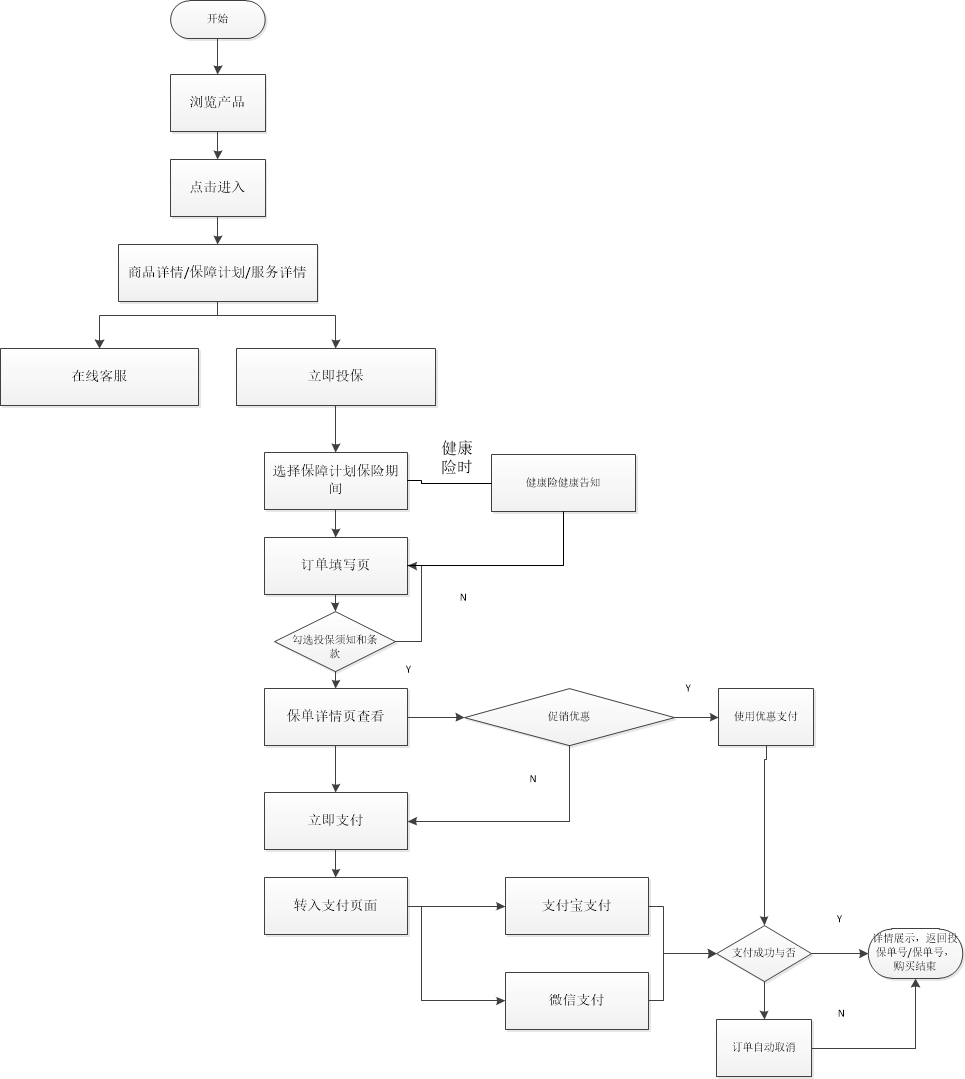 开始
浏览产品
点击进入
商品详情/保障计划/服务详情
在线客服
立即投保
健康
险时
选择保障计划保险期
间
健康险健康告知
订单填写页
N
勾选投保须知和条
款
Y
保单详情页查看
促销优惠
Y
使用优惠支付
N
立即支付
转入支付页面
支付宝支付
微信支付
支付成功与否
Y
详情展示，返回投
保单号/保单号，
购买结束
N
订单自动取消